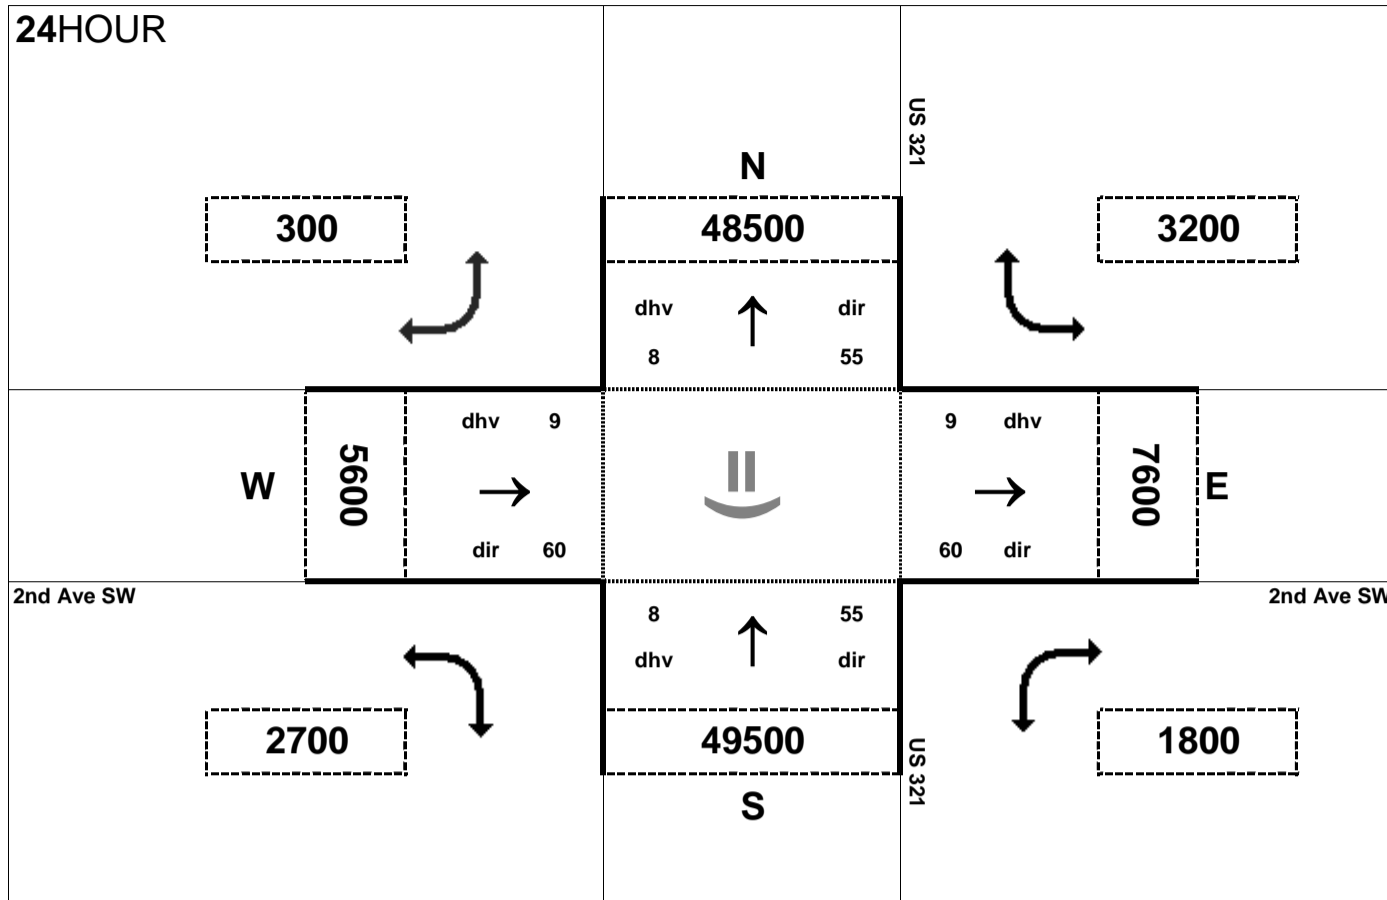 24HOUR
US 321
N
300
48500
3200
dhv dir
8 55
dhv 9
9 dhv
W
5600
7600
E
dir 60
60 dir
2nd Ave SW
2nd Ave SW
8 55
dhv dir
2700
49500
1800
US 321
S